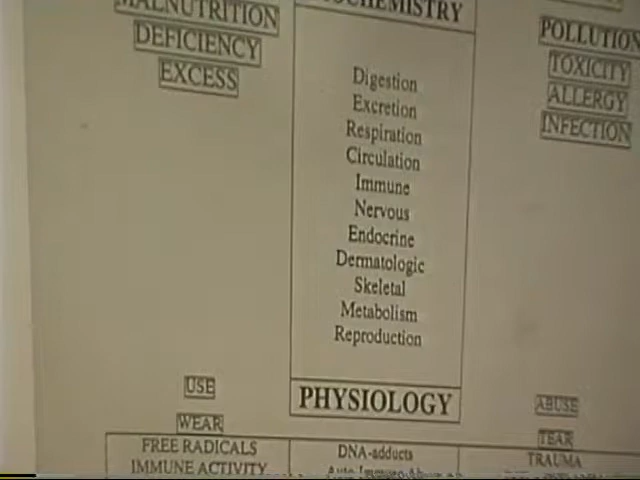 MALNUTRITION
DEFICIENCY
EXCESS
USE
WEAR
FREE RADICALS
IMMUNE ACTIVITY
Digestion
Excretion
Respiration
Circulation
Immune
Nervous
Endocrine
Dermatologic
Skeletal
Metabolism
Reproduction
PHYSIOLOGY
DNA-adducts
POLLUTION
TOXICITY
ALLERGY
INFECTION
ABUSE
TEAR
TRAUMA